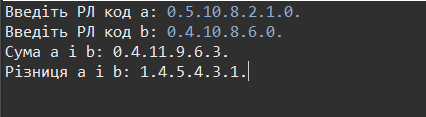 Введіть РЛ код a: 0.5.10.8.2.1.0.
Введіть РЛ код b: 0.4.10.8.6.0.
Сума a і b: 0.4.11.9.6.3.
Різниця a і b: 1.4.5.4.3.1.